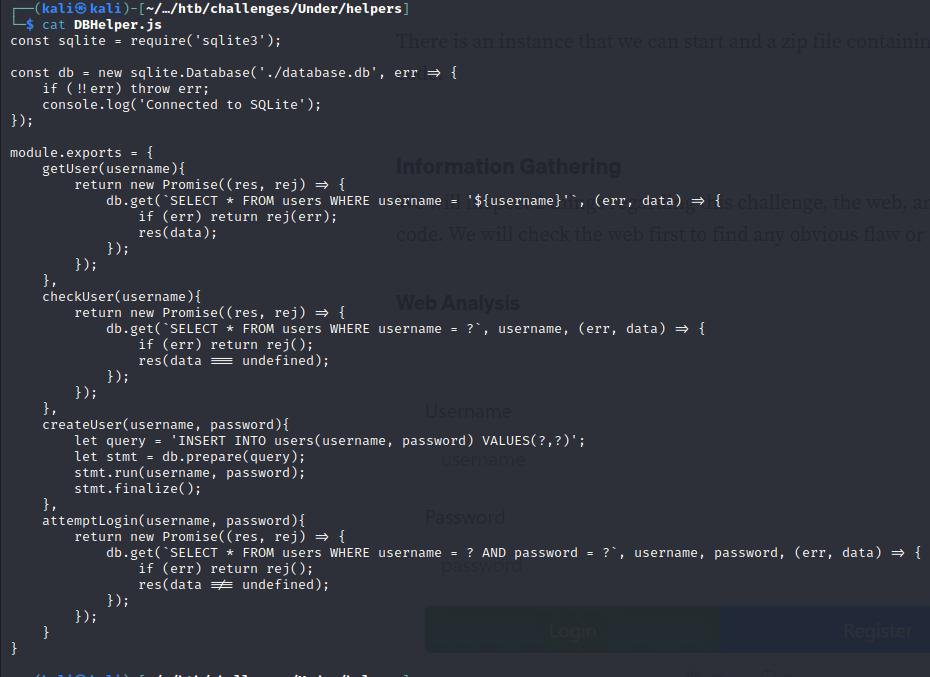 ┌──(kali㉿kali)-[~/…/htb/challenges/Under/helpers]
└─$ cat DBHelper.js
const sqlite = require('sqlite3');
const db = new sqlite.Database('./database.db', err => {
    if (!!err) throw err;
    console.log('Connected to SQLite');
});
module.exports = {
    getUser(username){
        return new Promise((res, rej) => {
            db.get(`SELECT * FROM users WHERE username = '${username}'`, (err, data) => {
                if (err) return rej(err);
                res(data);
            });
        });
    },
    checkUser(username){
        return new Promise((res, rej) => {
            db.get(`SELECT * FROM users WHERE username = ?`, username, (err, data) => {
                if (err) return rej();
                res(data === undefined);
            });
        });
    },
    createUser(username, password){
        let query = 'INSERT INTO users(username, password) VALUES(?,?)';
        let stmt = db.prepare(query);
        stmt.run(username, password);
        stmt.finalize();
    },
    attemptLogin(username, password){
        return new Promise((res, rej) => {
            db.get(`SELECT * FROM users WHERE username = ? AND password = ?`, username, password, (err, data) => {
                if (err) return rej();
                res(data !== undefined);
            });
        });
    }
}
There is an instance that we can start and a zip file
Information Gathering
this challenge, the web,
code. We will check the web first to find any obvious flaw or
Web Analysis
Username
username
Password
password
Login
Register